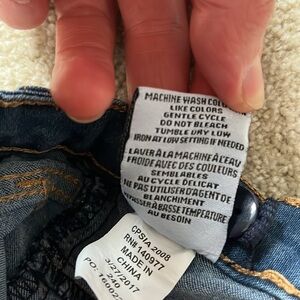 MACHINE WASH COLD
LIKE COLORS
GENTLE CYCLE
DO NOT BLEACH
TUMBLE DRY LOW
IRON AT LOW SETTING IF NEEDED
LAVER À LA MACHINE À L'EAU
FROIDE AVEC DES COULEURS
SEMBLABLES
AU CYCLE DÉLICAT
NE PAS UTILISER D'AGENT DE
BLANCHIMENT
À BASSE TEMPÉRATURE
AU BESOIN
CPSIA 2008
RN# 140977
MADE IN
CHINA
3/27/2017
240
PO: